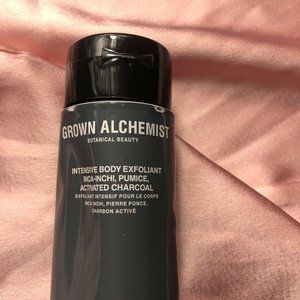 GROWN ALCHEMIST
BOTANICAL BEAUTY
INTENSIVE BODY EXFOLIANT
INCA-INCHI, PUMICE,
ACTIVATED CHARCOAL
EXFOLIANT INTENSIF POUR LE CORPS
INCA INCHI, PIERRE PONCE,
CHARBON ACTIVÉ